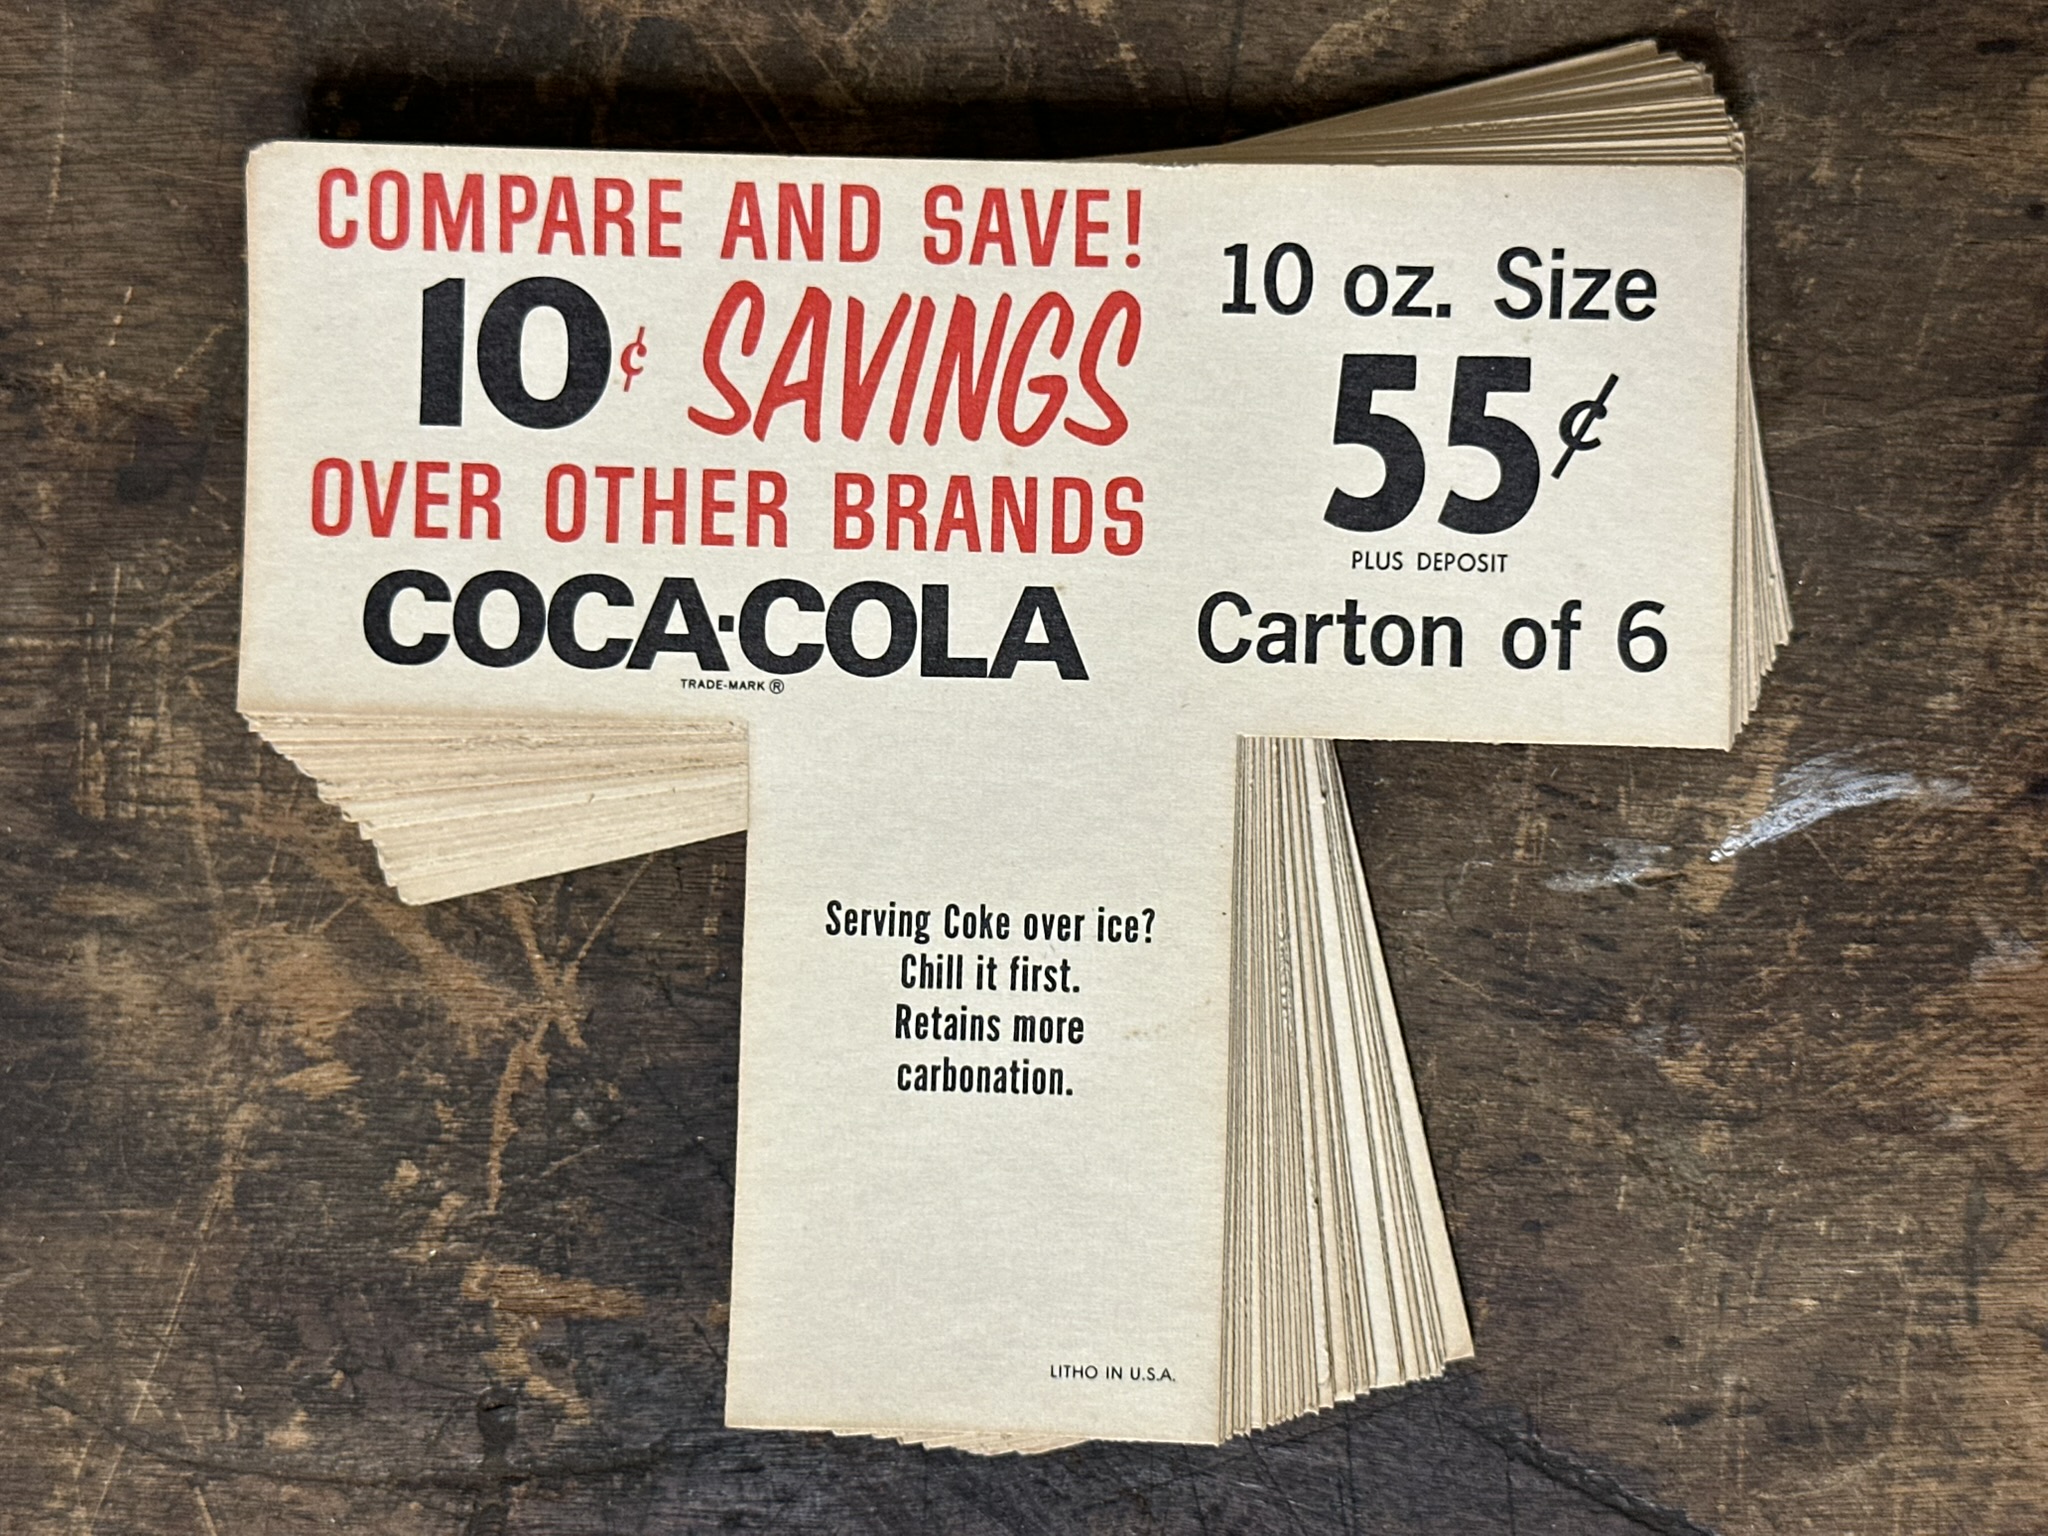 COMPARE AND SAVE!
10¢ SAVINGS
OVER OTHER BRANDS
COCA-COLA
TRADE-MARK ®
10 oz. Size
55¢
PLUS DEPOSIT
Carton of 6
Serving Coke over ice?
Chill it first.
Retains more
carbonation.
LITHO IN U.S.A.